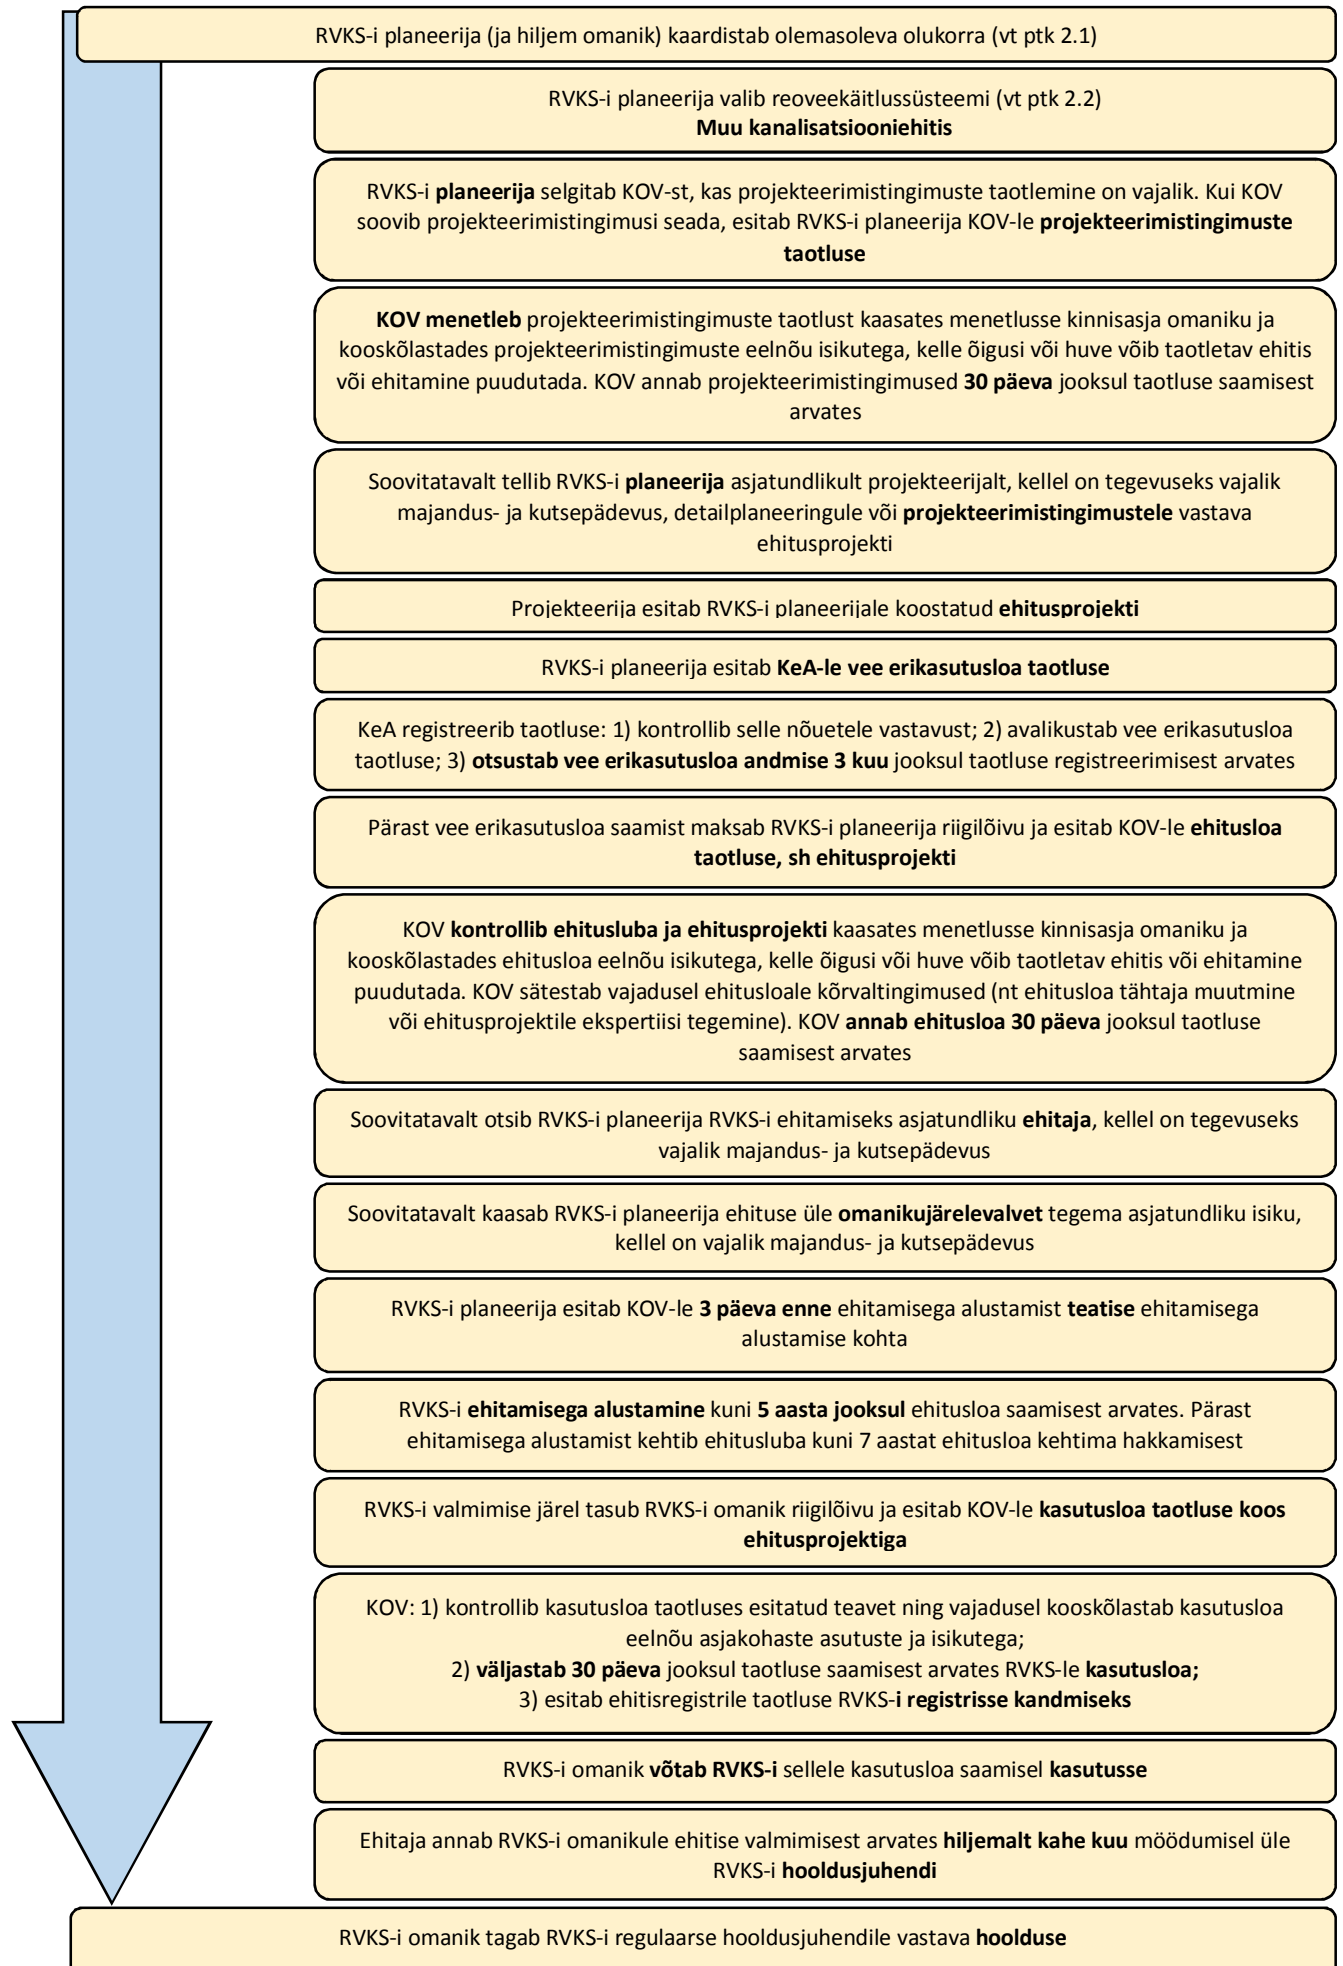 RVKS-i planeerija (ja hiljem omanik) kaardistab olemasoleva olukorra (vt ptk 2.1)
RVKS-i planeerija valib reoveekäitlussüsteemi (vt ptk 2.2)
Muu kanalisatsiooniehitis
RVKS-i planeerija selgitab KOV-st, kas projekteerimistingimuste taotlemine on vajalik. Kui KOV
soovib projekteerimistingimusi seada, esitab RVKS-i planeerija KOV-le projekteerimistingimuste
taotluse
KOV menetleb projekteerimistingimuste taotlust kaasates menetlusse kinnisasja omaniku ja
kooskõlastades projekteerimistingimuste eelnõu isikutega, kelle õigusi või huve võib taotletav ehitis
või ehitamine puudutada. KOV annab projekteerimistingimused 30 päeva jooksul taotluse saamisest
arvates
Soovitatavalt tellib RVKS-i planeerija asjatundlikult projekteerijalt, kellel on tegevuseks vajalik
majandus- ja kutsepädevus, detailplaneeringule või projekteerimistingimustele vastava
ehitusprojekti
Projekteerija esitab RVKS-i planeerijale koostatud ehitusprojekti
RVKS-i planeerija esitab KeA-le vee erikasutusloa taotluse
KeA registreerib taotluse: 1) kontrollib selle nõuetele vastavust; 2) avalikustab vee erikasutusloa
taotluse; 3) otsustab vee erikasutusloa andmise 3 kuu jooksul taotluse registreerimisest arvates
Pärast vee erikasutusloa saamist maksab RVKS-i planeerija riigilõivu ja esitab KOV-le ehitusloa
taotluse, sh ehitusprojekti
KOV kontrollib ehitusluba ja ehitusprojekti kaasates menetlusse kinnisasja omaniku ja
kooskõlastades ehitusloa eelnõu isikutega, kelle õigusi või huve võib taotletav ehitis või ehitamine
puudutada. KOV sätestab vajadusel ehitusloale kõrvaltingimused (nt ehitusloa tähtaja muutmine
või ehitusprojektile ekspertiisi tegemine). KOV annab ehitusloa 30 päeva jooksul taotluse
saamisest arvates
Soovitatavalt otsib RVKS-i planeerija RVKS-i ehitamiseks asjatundliku ehitaja, kellel on tegevuseks
vajalik majandus- ja kutsepädevus
Soovitatavalt kaasab RVKS-i planeerija ehituse üle omanikujärelevalvet tegema asjatundliku isiku,
kellel on vajalik majandus- ja kutsepädevus
RVKS-i planeerija esitab KOV-le 3 päeva enne ehitamisega alustamist teatise ehitamisega
alustamise kohta
RVKS-i ehitamisega alustamine kuni 5 aasta jooksul ehitusloa saamisest arvates. Pärast
ehitamisega alustamist kehtib ehitusluba kuni 7 aastat ehitusloa kehtima hakkamisest
RVKS-i valmimise järel tasub RVKS-i omanik riigilõivu ja esitab KOV-le kasutusloa taotluse koos
ehitusprojektiga
KOV: 1) kontrollib kasutusloa taotluses esitatud teavet ning vajadusel kooskõlastab kasutusloa
eelnõu asjakohaste asutuste ja isikutega;
2) väljastab 30 päeva jooksul taotluse saamisest arvates RVKS-le kasutusloa;
3) esitab ehitisregistrile taotluse RVKS-i registrisse kandmiseks
RVKS-i omanik võtab RVKS-i sellele kasutusloa saamisel kasutusse
Ehitaja annab RVKS-i omanikule ehitise valmimisest arvates hiljemalt kahe kuu möödumisel üle
RVKS-i hooldusjuhendi
RVKS-i omanik tagab RVKS-i regulaarse hooldusjuhendile vastava hoolduse